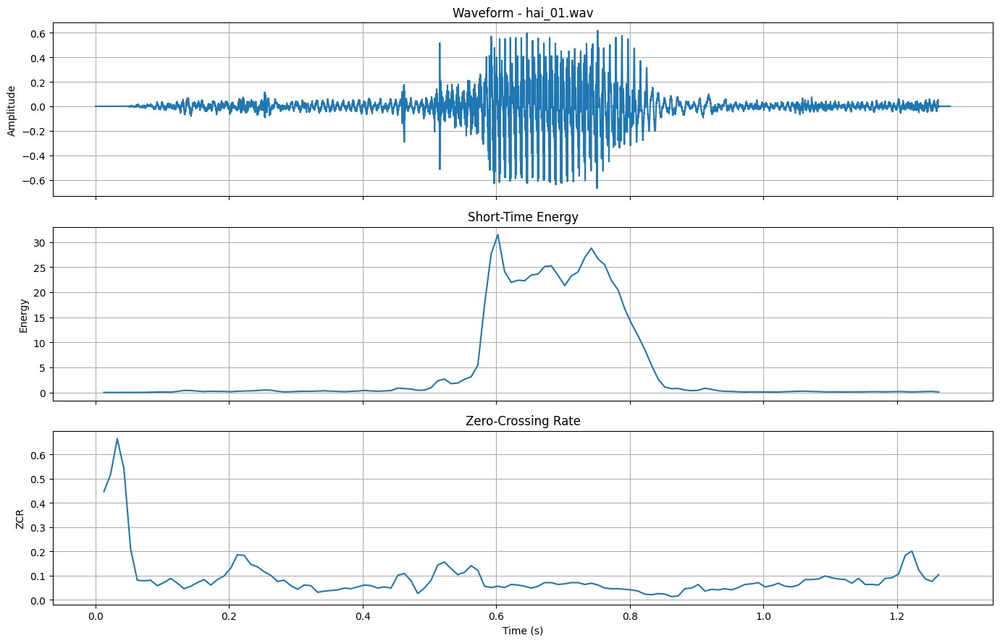 Waveform - hai_01.wav
Amplitude
0.6
0.4
0.2
0.0
−0.2
−0.4
−0.6
Short-Time Energy
Energy
30
25
20
15
10
5
0
Zero-Crossing Rate
ZCR
0.6
0.5
0.4
0.3
0.2
0.1
0.0
0.0 0.2 0.4 0.6 0.8 1.0 1.2
Time (s)